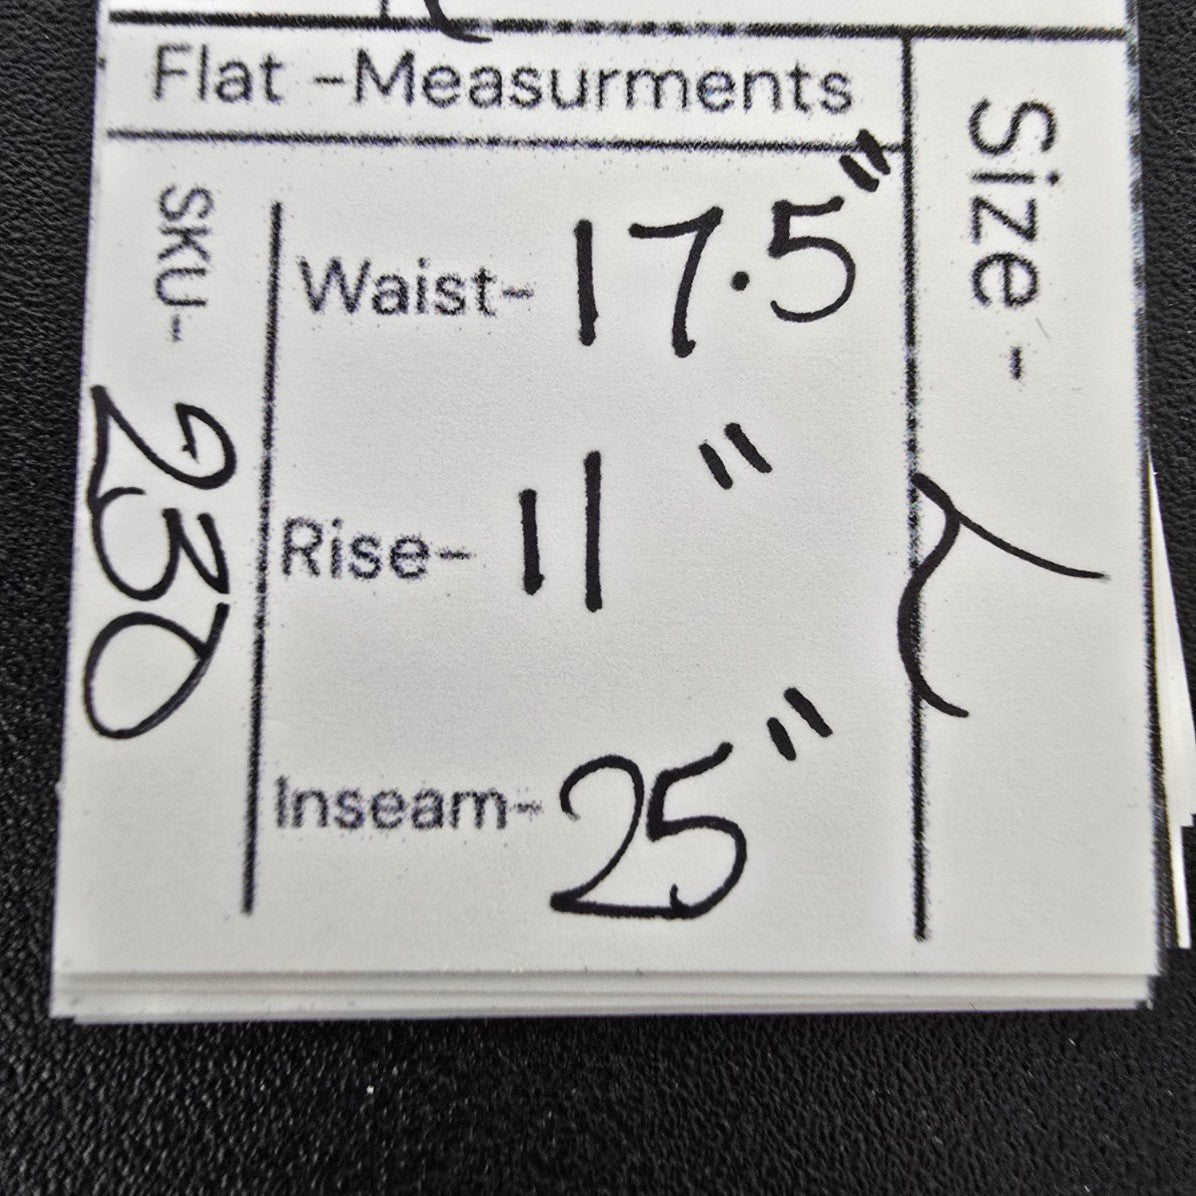 Flat -Measurments
SKU- 230
Waist- 17.5"
Rise- 11"
Inseam- 25"
Size - L